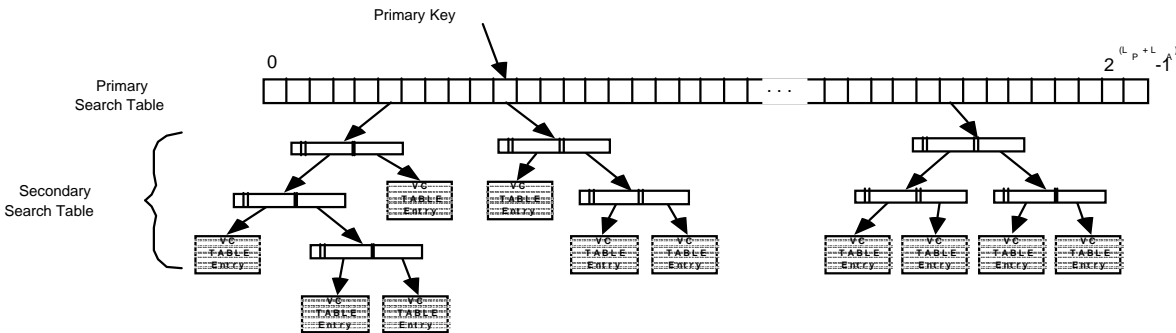 Primary Key
0
2 (L P + L A) -1
Primary
Search Table
. . .
Secondary
Search Table
VC
TABLE
Entry
VC
TABLE
Entry
VC
TABLE
Entry
VC
TABLE
Entry
VC
TABLE
Entry
VC
TABLE
Entry
VC
TABLE
Entry
VC
TABLE
Entry
VC
TABLE
Entry
VC
TABLE
Entry
VC
TABLE
Entry